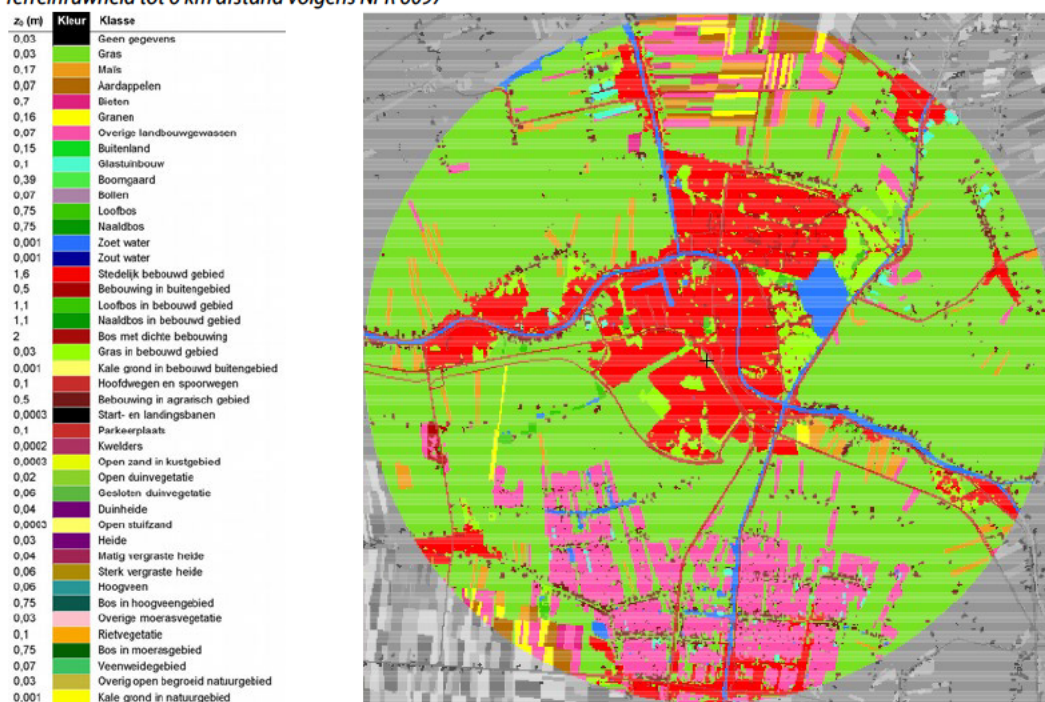 Terreinruwheid tot 6 km afstand volgens NPR 6097
z₀ (m) Kleur Klasse
0,03 Geen gegevens
0,03 Gras
0,17 Maïs
0,07 Aardappelen
0,7 Bieten
0,16 Granen
0,07 Overige landbouwgewassen
0,15 Buitenland
0,1 Glastuinbouw
0,39 Boomgaard
0,07 Bollen
0,75 Loofbos
0,75 Naaldbos
0,001 Zoet water
0,001 Zout water
1,6 Stedelijk bebouwd gebied
0,5 Bebouwing in buitengebied
1,1 Loofbos in bebouwd gebied
1,1 Naaldbos in bebouwd gebied
2 Bos met dichte bebouwing
0,03 Gras in bebouwd gebied
0,001 Kale grond in bebouwd buitengebied
0,1 Hoofdwegen en spoorwegen
0,5 Bebouwing in agrarisch gebied
0,0003 Start- en landingsbanen
0,1 Parkeerplaats
0,0002 Kwelders
0,0003 Open zand in kustgebied
0,02 Open duinvegetatie
0,06 Gesloten duinvegetatie
0,04 Duinheide
0,0003 Open stuifzand
0,03 Heide
0,04 Matig vergraste heide
0,06 Sterk vergraste heide
0,06 Hoogveen
0,75 Bos in hoogveengebied
0,03 Overige moerasvegetatie
0,1 Rietvegetatie
0,75 Bos in moerasgebied
0,07 Veenweidegebied
0,03 Overig open begroeid natuurgebied
0,001 Kale grond in natuurgebied